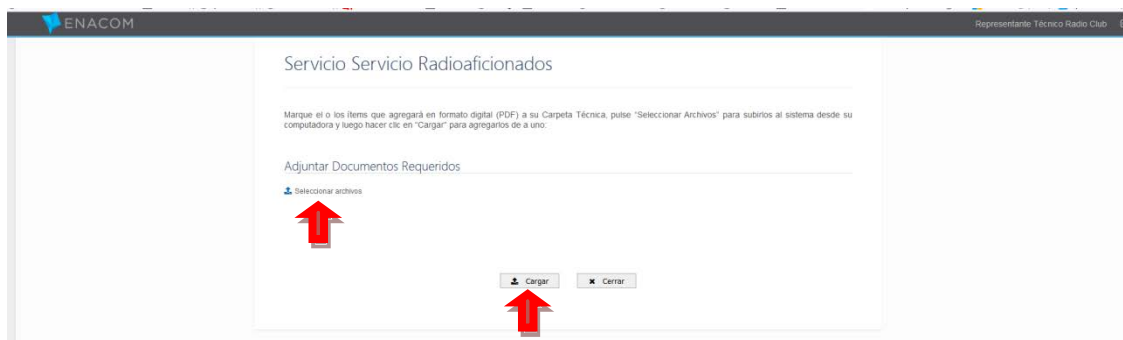 ENACOM
Representante Técnico Radio Club
Servicio Servicio Radioaficionados
Marque el o los ítems que agregará en formato digital (PDF) a su Carpeta Técnica, pulse "Seleccionar Archivos" para subirlos al sistema desde su
computadora y luego hacer clic en "Cargar" para agregarlos de a uno:
Adjuntar Documentos Requeridos
Seleccionar archivos
Cargar
Cerrar